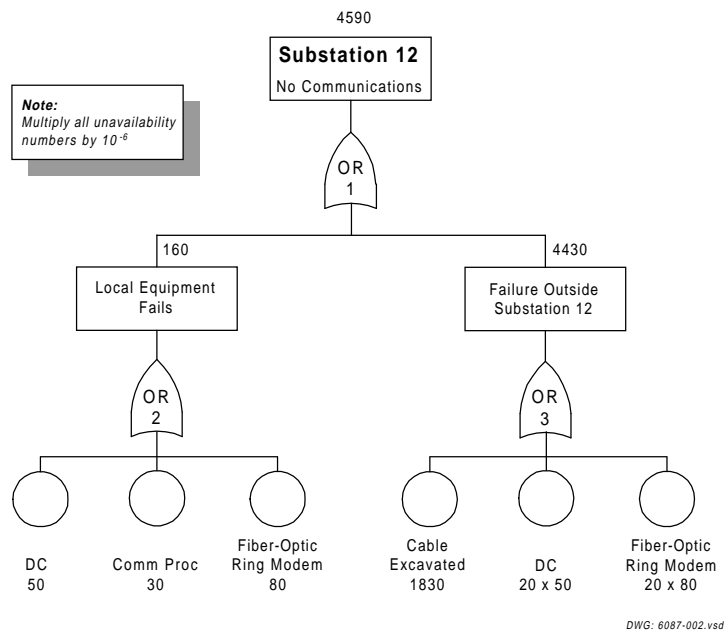 4590
Substation 12
No Communications
Note:
Multiply all unavailability
numbers by 10⁻⁶
OR
1
160
4430
Local Equipment
Fails
Failure Outside
Substation 12
OR
2
OR
3
DC
50
Comm Proc
30
Fiber-Optic
Ring Modem
80
Cable
Excavated
1830
DC
20 x 50
Fiber-Optic
Ring Modem
20 x 80
DWG: 6087-002.vsd